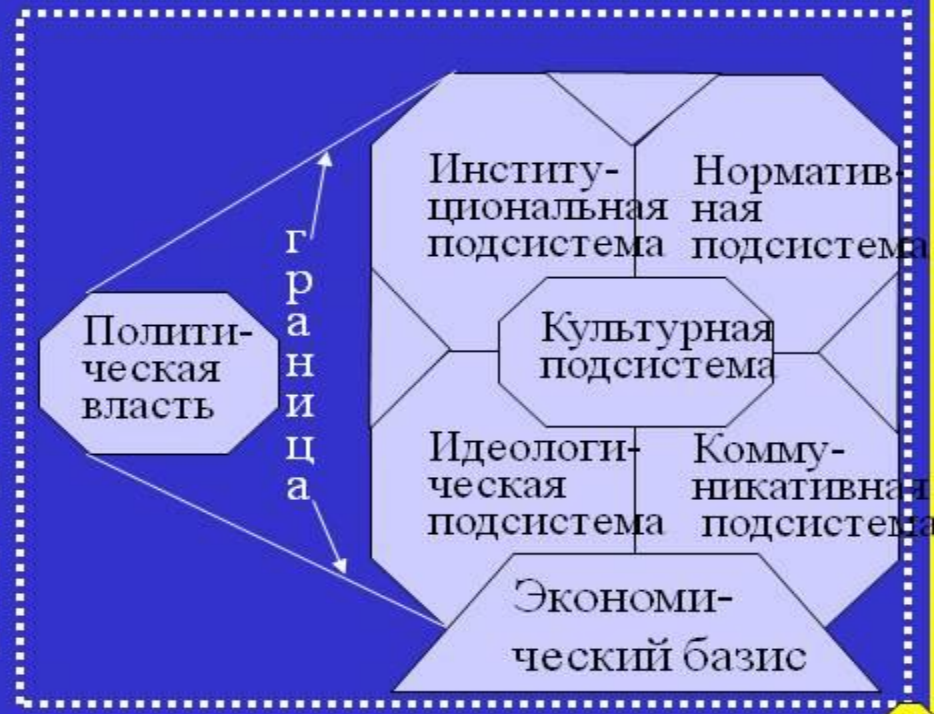 Полити-
ческая
власть
граница
Институ-
циональная
подсистема
Норматив-
ная
подсистема
Культурная
подсистема
Идеологи-
ческая
подсистема
Комму-
никативная
подсистема
Экономи-
ческий базис